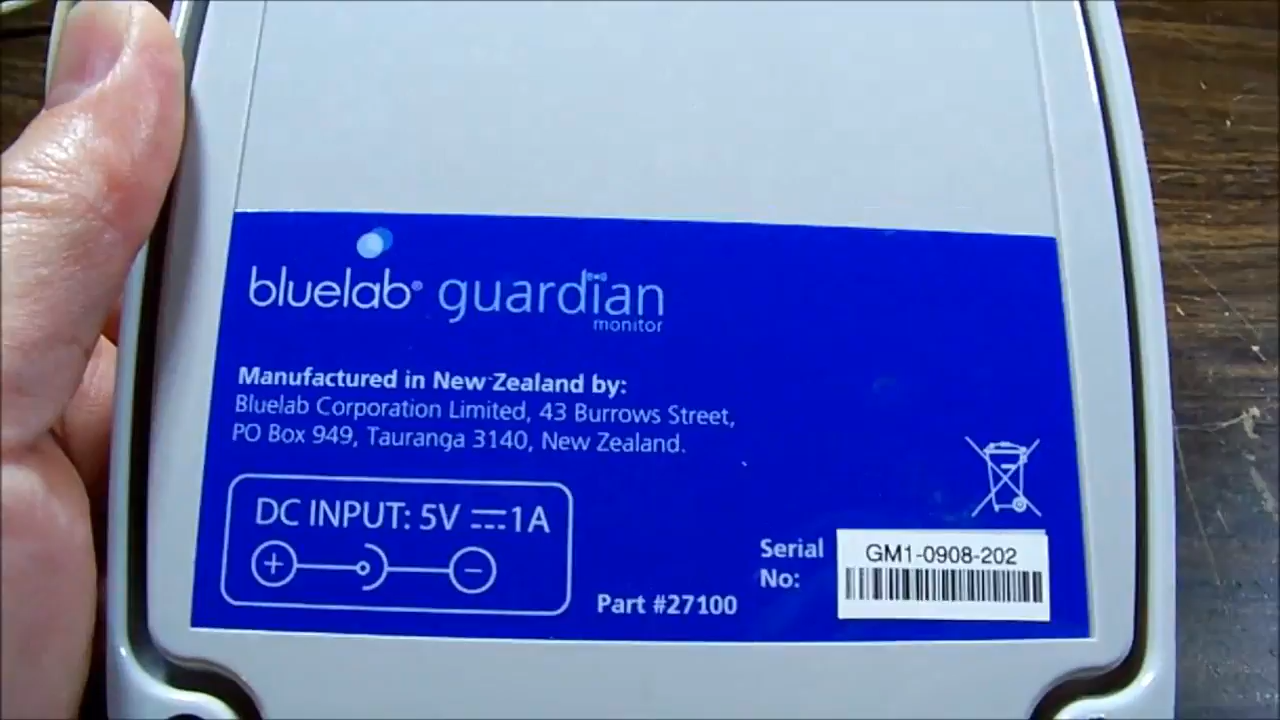 bluelab® guardian
monitor
Manufactured in New Zealand by:
Bluelab Corporation Limited, 43 Burrows Street,
PO Box 949, Tauranga 3140, New Zealand.
DC INPUT: 5V ⎓1A
+ −
Part #27100
Serial No:
GM1-0908-202